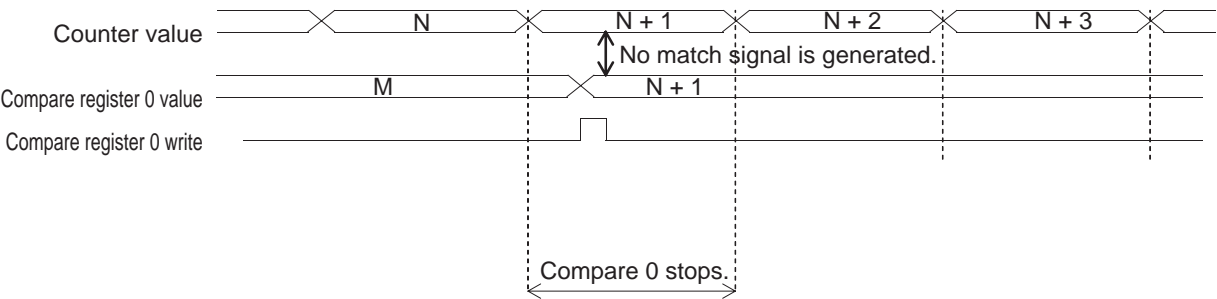 Counter value N N + 1 N + 2 N + 3
No match signal is generated.
Compare register 0 value M N + 1
Compare register 0 write
Compare 0 stops.